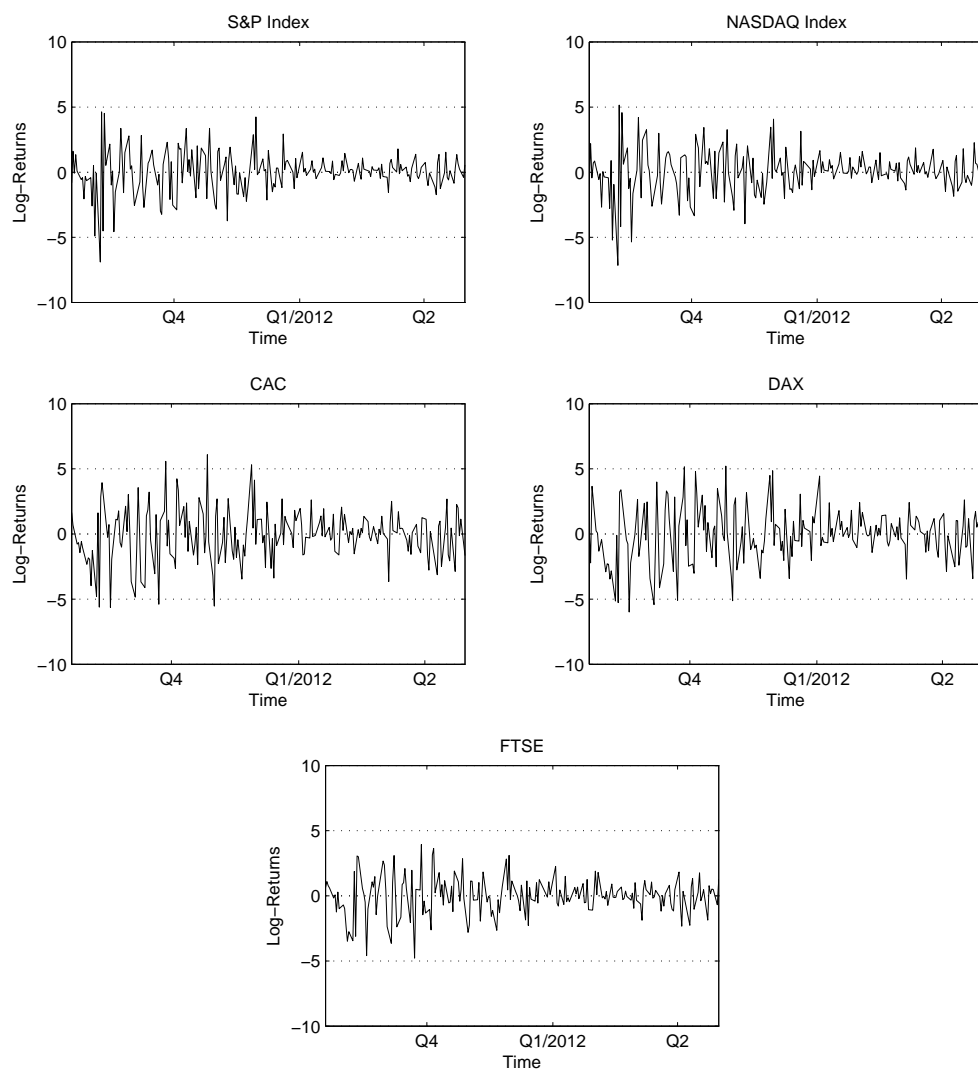 S&P Index
10
5
0
−5
−10
Log−Returns
Q4
Q1/2012
Q2
Time
NASDAQ Index
10
5
0
−5
−10
Log−Returns
Q4
Q1/2012
Q2
Time
CAC
10
5
0
−5
−10
Log−Returns
Q4
Q1/2012
Q2
Time
DAX
10
5
0
−5
−10
Log−Returns
Q4
Q1/2012
Q2
Time
FTSE
10
5
0
−5
−10
Log−Returns
Q4
Q1/2012
Q2
Time